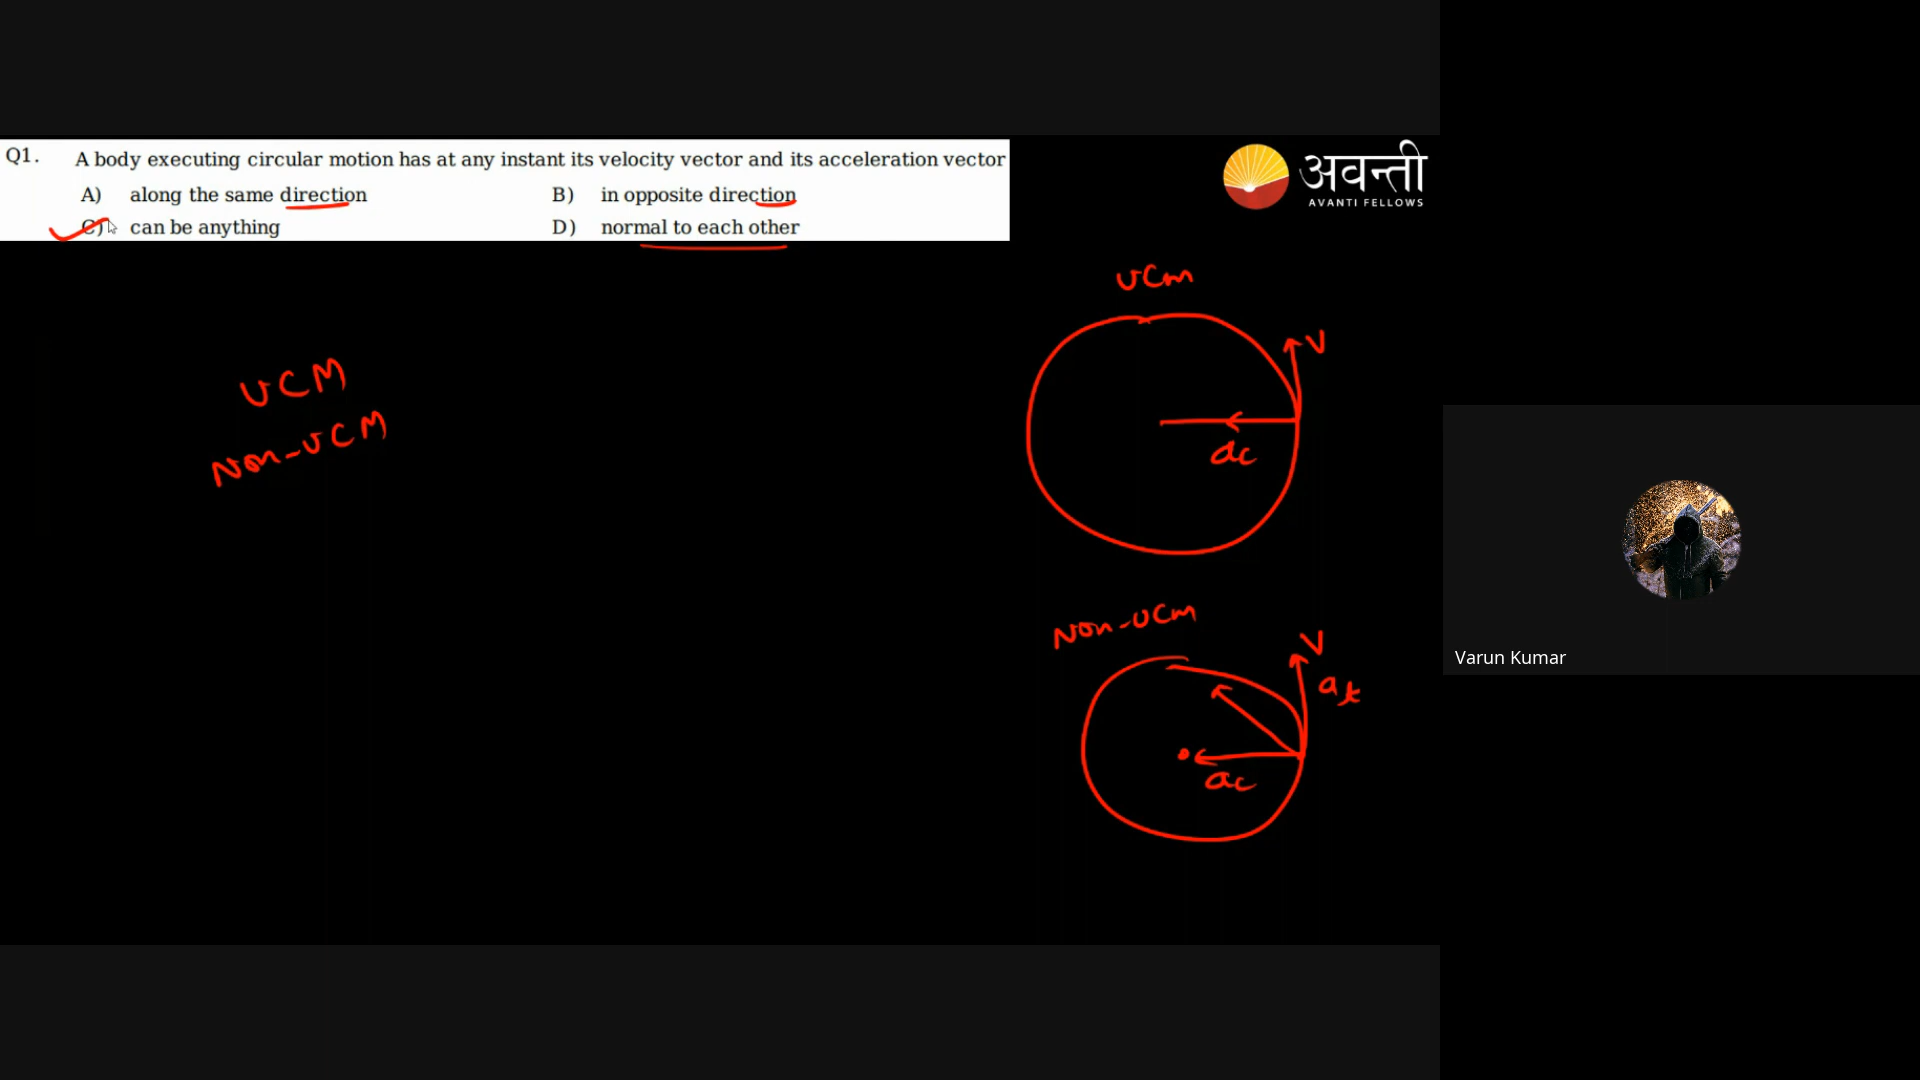 Q1. A body executing circular motion has at any instant its velocity vector and its acceleration vector
A) along the same direction B) in opposite direction
C) can be anything D) normal to each other
अवन्ती
AVANTI FELLOWS
UCM
V
ac
UCM
Non-UCM
Non-UCM
V
at
ac
Varun Kumar